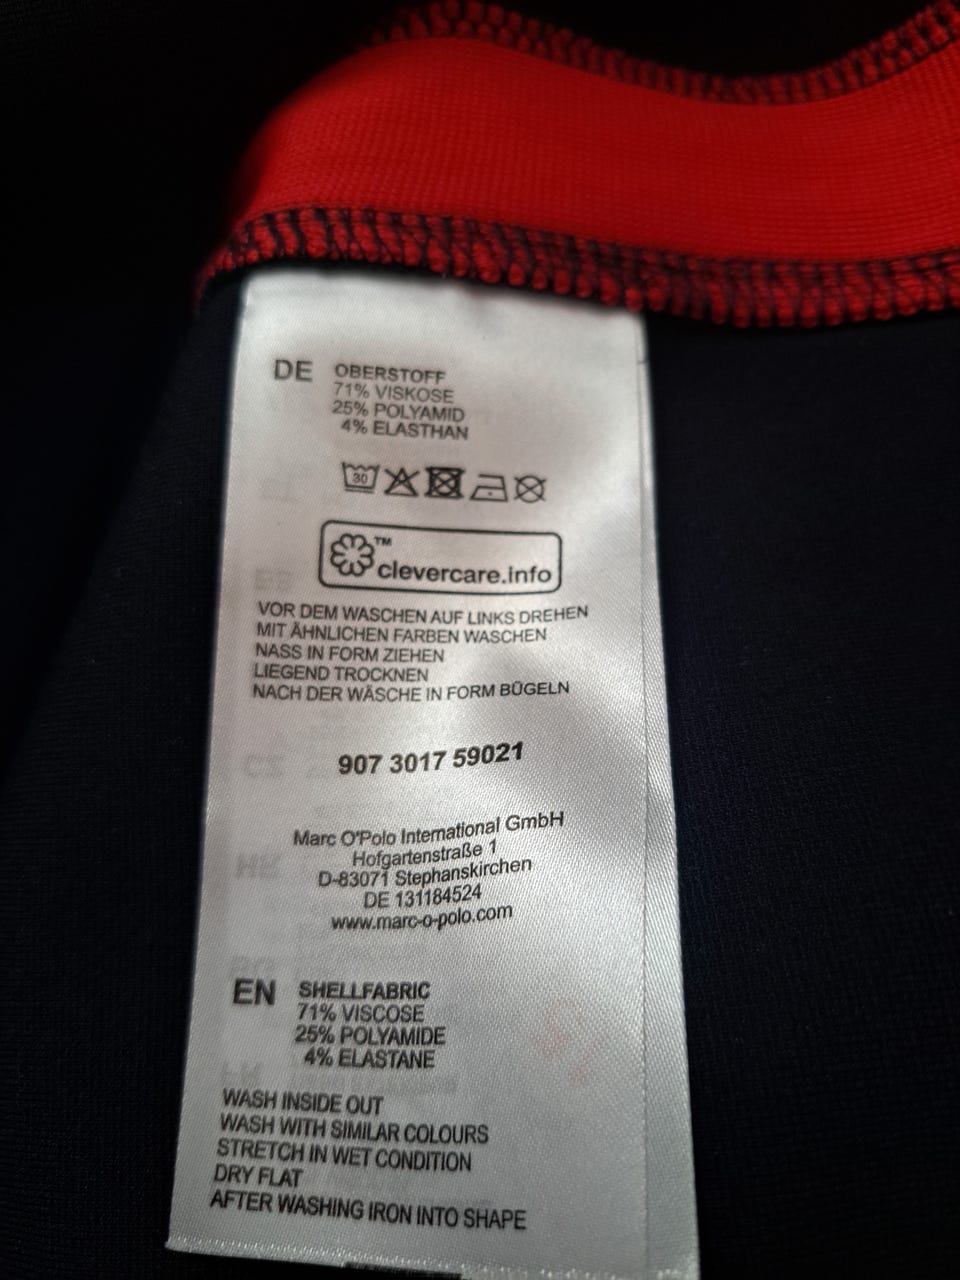 DE OBERSTOFF
71% VISKOSE
25% POLYAMID
4% ELASTHAN
30
™
clevercare.info
VOR DEM WASCHEN AUF LINKS DREHEN
MIT ÄHNLICHEN FARBEN WASCHEN
NASS IN FORM ZIEHEN
LIEGEND TROCKNEN
NACH DER WÄSCHE IN FORM BÜGELN
907 3017 59021
Marc O'Polo International GmbH
Hofgartenstraße 1
D-83071 Stephanskirchen
DE 131184524
www.marc-o-polo.com
EN SHELLFABRIC
71% VISCOSE
25% POLYAMIDE
4% ELASTANE
WASH INSIDE OUT
WASH WITH SIMILAR COLOURS
STRETCH IN WET CONDITION
DRY FLAT
AFTER WASHING IRON INTO SHAPE